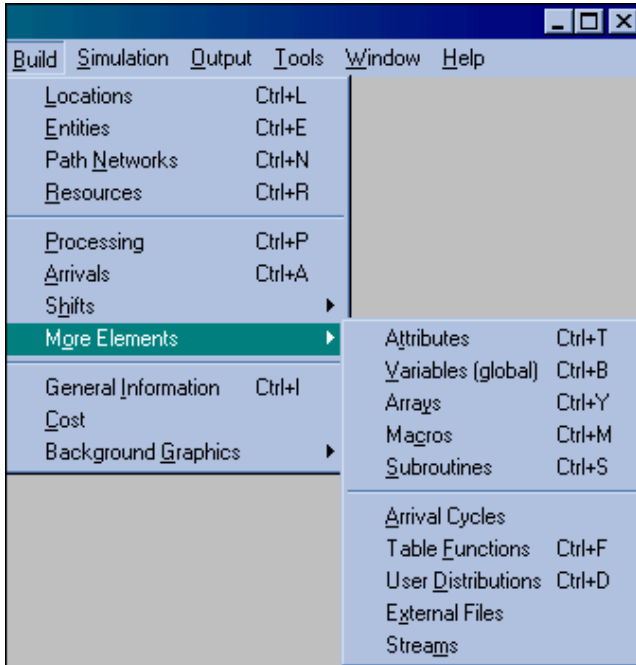 Build Simulation Output Tools Window Help
Locations Ctrl+L
Entities Ctrl+E
Path Networks Ctrl+N
Resources Ctrl+R
Processing Ctrl+P
Arrivals Ctrl+A
Shifts
More Elements
General Information Ctrl+I
Cost
Background Graphics
Attributes Ctrl+T
Variables (global) Ctrl+B
Arrays Ctrl+Y
Macros Ctrl+M
Subroutines Ctrl+S
Arrival Cycles
Table Functions Ctrl+F
User Distributions Ctrl+D
External Files
Streams